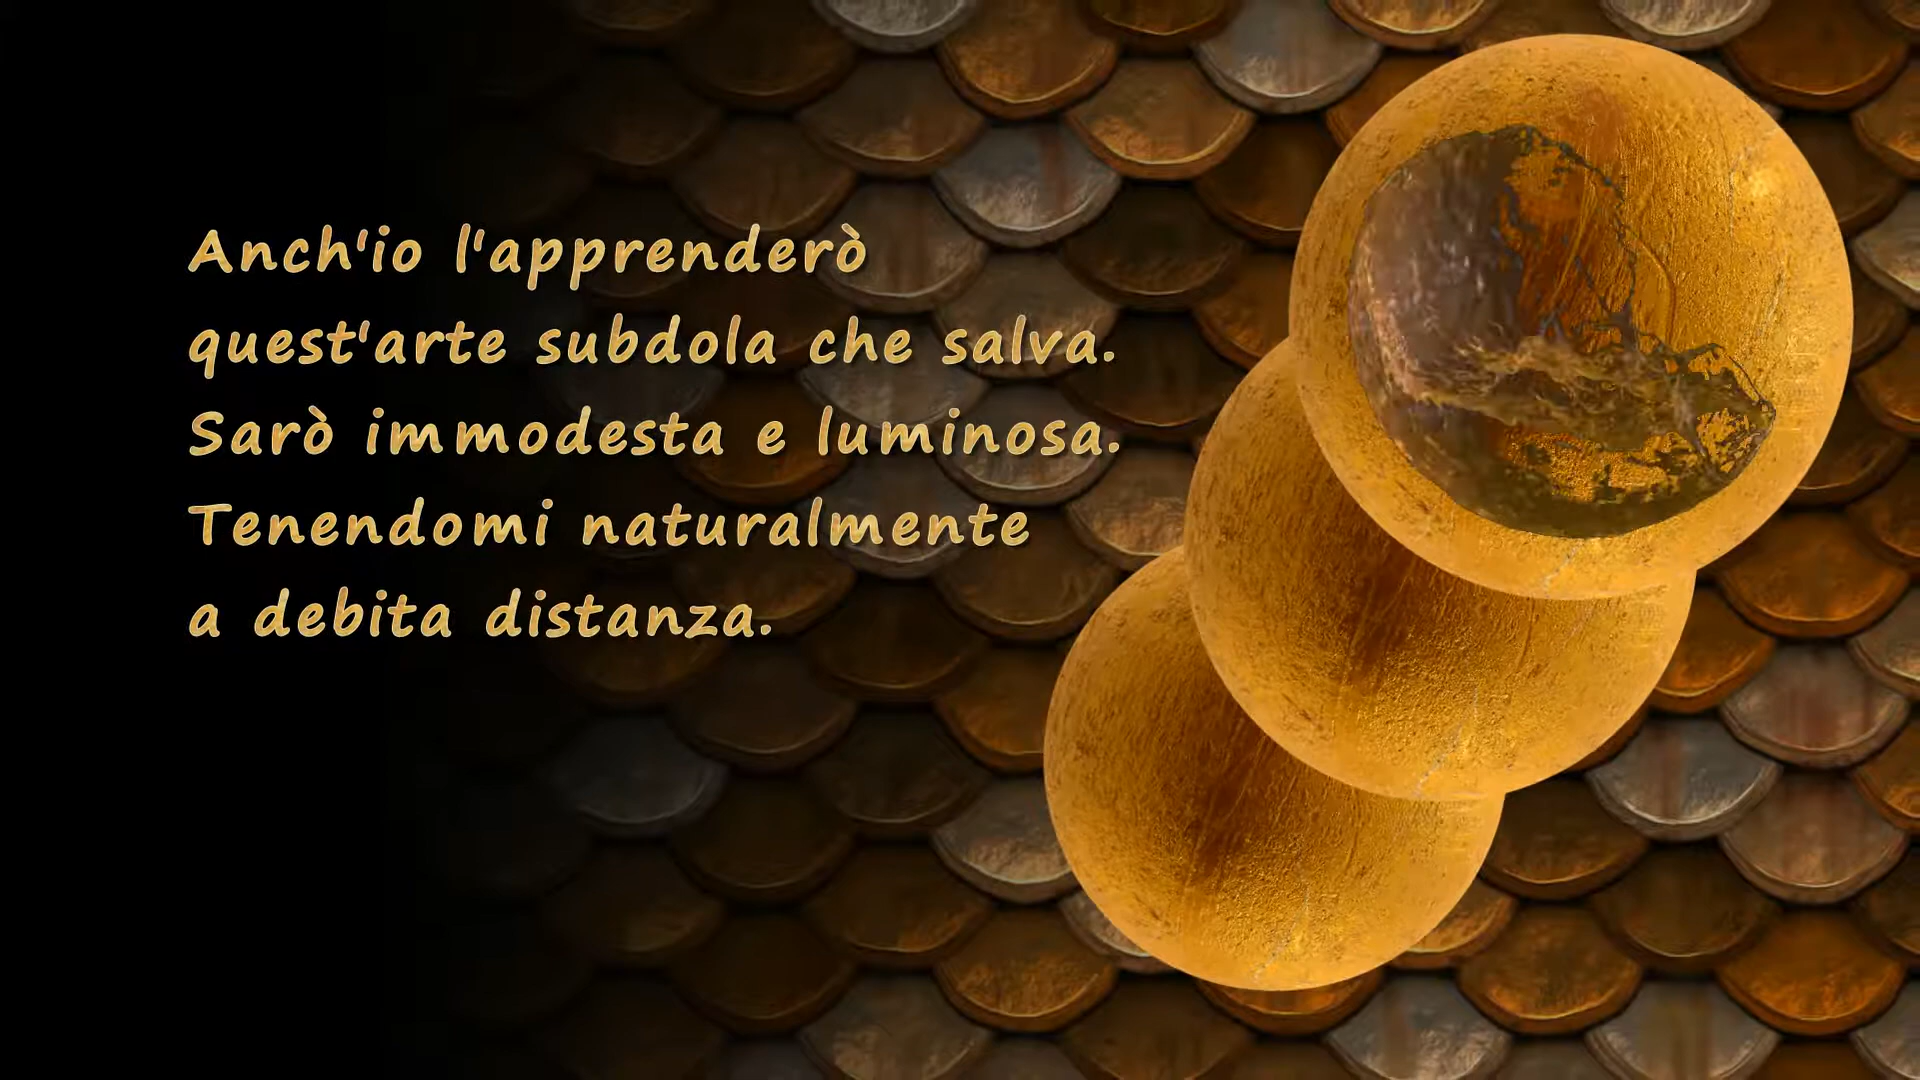 Anch'io l'apprenderò
quest'arte subdola che salva.
Sarò immodesta e luminosa.
Tenendomi naturalmente
a debita distanza.